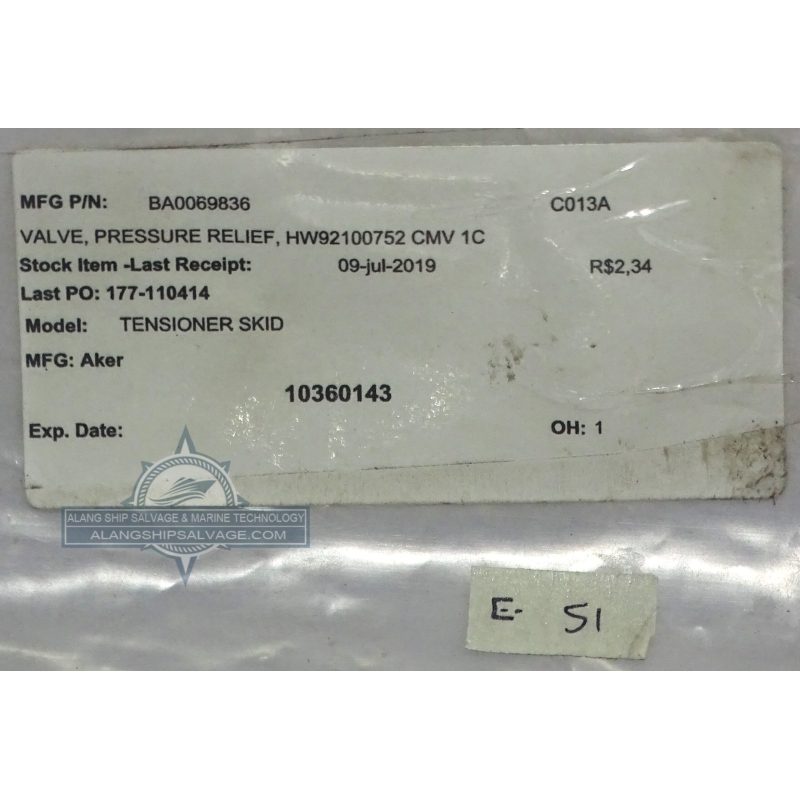 MFG P/N: BA0069836 C013A
VALVE, PRESSURE RELIEF, HW92100752 CMV 1C
Stock Item -Last Receipt: 09-jul-2019 R$2,34
Last PO: 177-110414
Model: TENSIONER SKID
MFG: Aker
10360143
Exp. Date: OH: 1
ALANG SHIP SALVAGE & MARINE TECHNOLOGY
ALANGSHIPSALVAGE.COM
E- 51